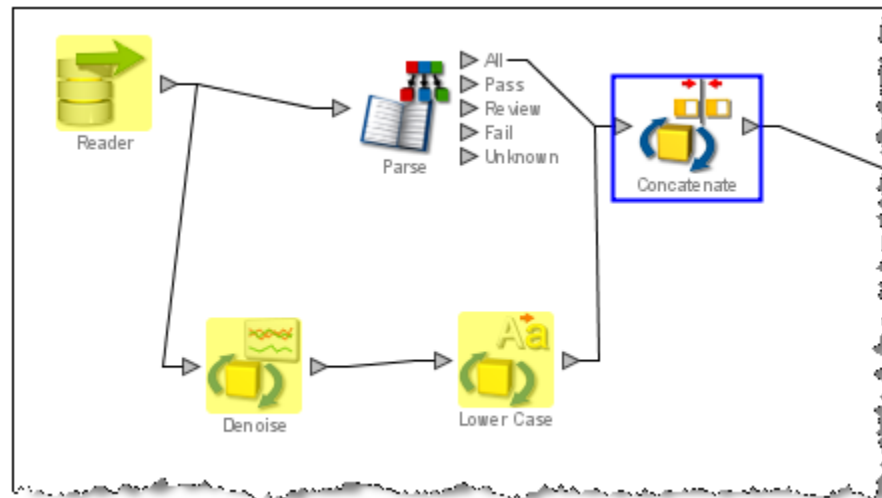 Reader
Parse
All
Pass
Review
Fail
Unknown
Concatenate
Denoise
Aa
Lower Case